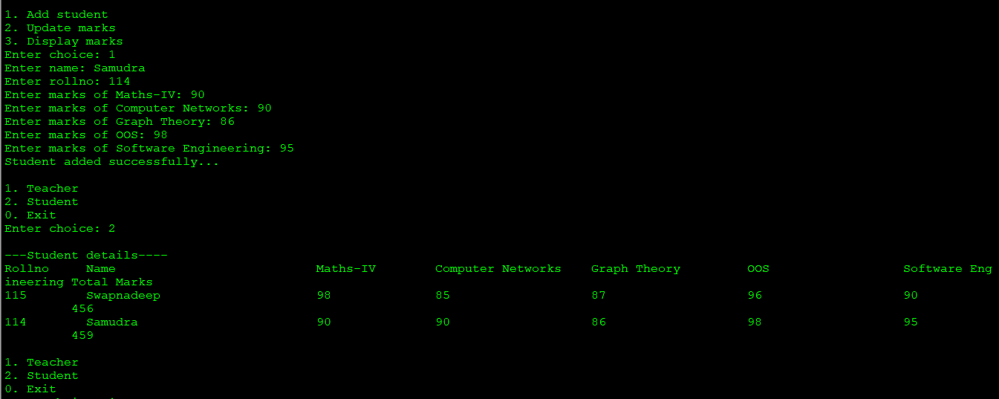 1. Add student
2. Update marks
3. Display marks
Enter choice: 1
Enter name: Samudra
Enter rollno: 114
Enter marks of Maths-IV: 90
Enter marks of Computer Networks: 90
Enter marks of Graph Theory: 86
Enter marks of OOS: 98
Enter marks of Software Engineering: 95
Student added successfully...
1. Teacher
2. Student
0. Exit
Enter choice: 2
---Student details----
Rollno Name Maths-IV Computer Networks Graph Theory OOS Software Eng
ineering Total Marks
115 Swapnadeep 98 85 87 96 90
456
114 Samudra 90 90 86 98 95
459
1. Teacher
2. Student
0. Exit